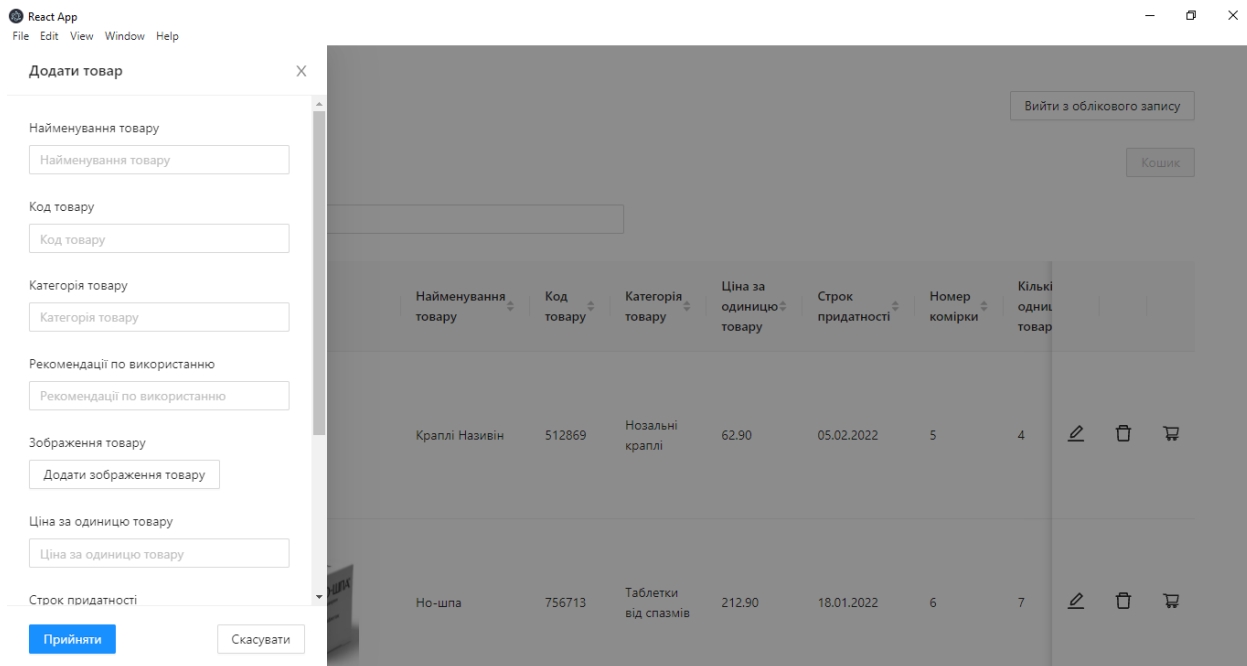 React App
File Edit View Window Help
Додати товар
Вийти з облікового запису
Кошик
Найменування товару
Найменування товару
Код товару
Код товару
Категорія товару
Категорія товару
Рекомендації по використанню
Рекомендації по використанню
Зображення товару
Додати зображення товару
Ціна за одиницю товару
Ціна за одиницю товару
Строк придатності
Прийняти Скасувати
Найменування
товару
Код
товару
Категорія
товару
Ціна за
одиницю
товару
Строк
придатності
Номер
комірки
Кількі
одниц
товар
Краплі Називін
512869
Нозальні
краплі
62.90
05.02.2022
5
4
Но-шпа
756713
Таблетки
від спазмів
212.90
18.01.2022
6
7